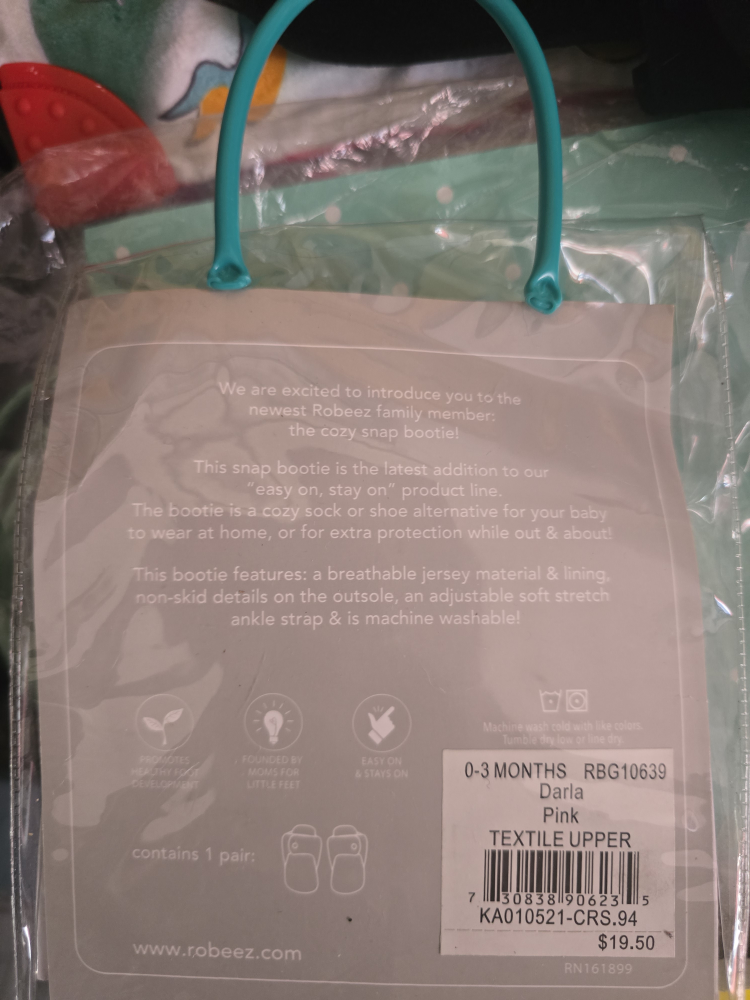 We are excited to introduce you to the
newest Robeez family member:
the cozy snap bootie!
This snap bootie is the latest addition to our
"easy on, stay on" product line.
The bootie is a cozy sock or shoe alternative for your baby
to wear at home, or for extra protection while out & about!
This bootie features: a breathable jersey material & lining,
non-skid details on the outsole, an adjustable soft stretch
ankle strap & is machine washable!
PROMOTES
HEALTHY FOOT
DEVELOPMENT
FOUNDED BY
MOMS FOR
LITTLE FEET
EASY ON
& STAYS ON
Machine wash cold with like colors.
Tumble dry low or line dry.
0-3 MONTHS RBG10639
Darla
Pink
TEXTILE UPPER
7 30838 90623 5
KA010521-CRS.94
$19.50
contains 1 pair:
www.robeez.com
RN161899